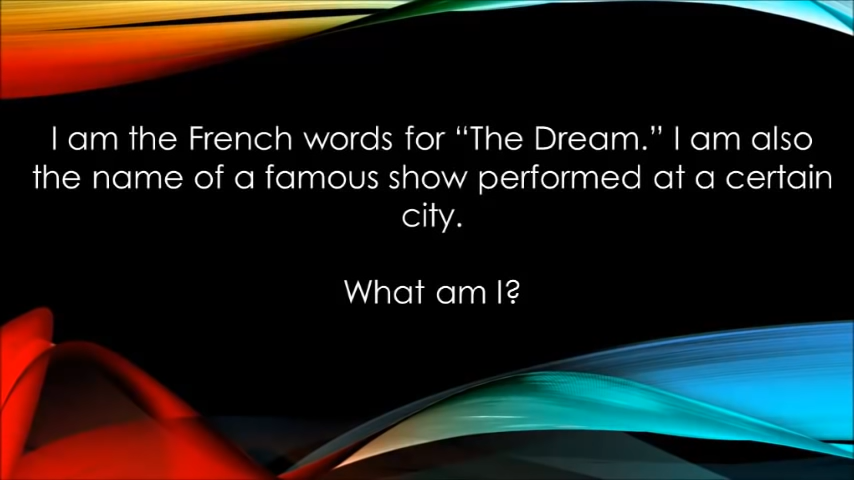 I am the French words for “The Dream.” I am also
the name of a famous show performed at a certain
city.
What am I?